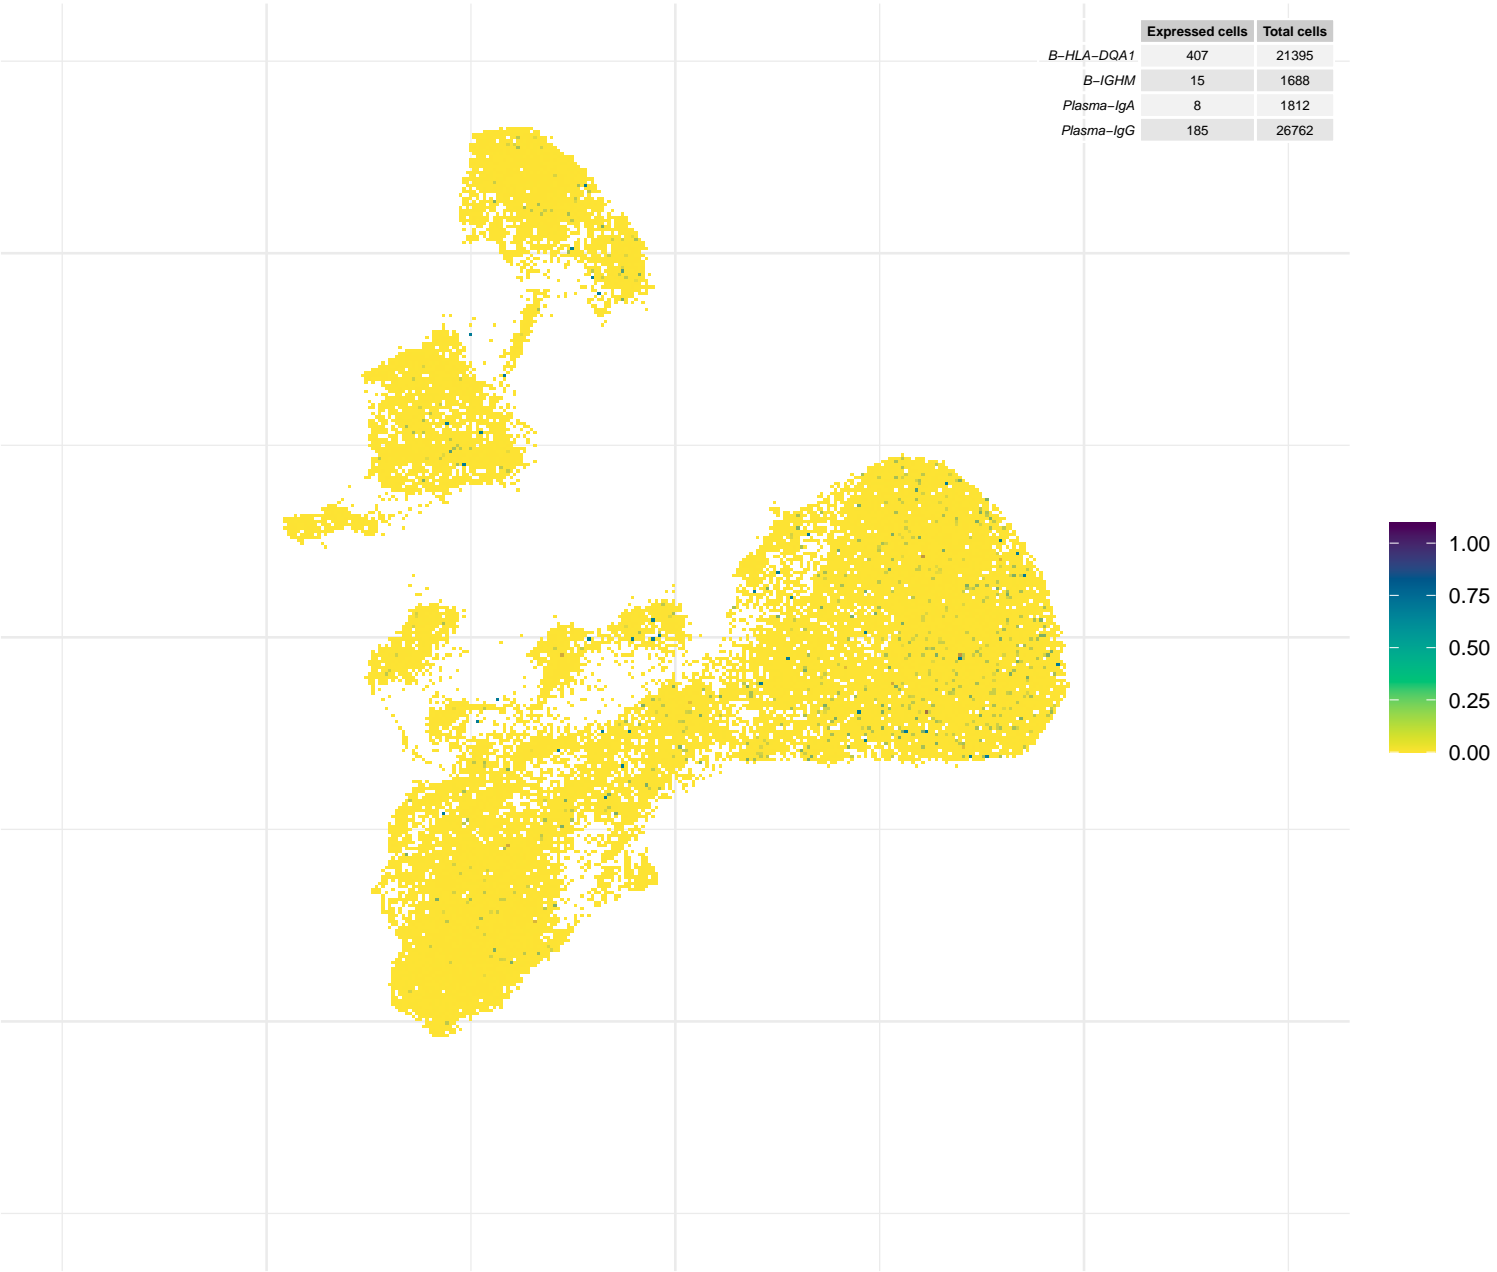 Expressed cells Total cells
B−HLA−DQA1 407 21395
B−IGHM 15 1688
Plasma−IgA 8 1812
Plasma−IgG 185 26762
1.00
0.75
0.50
0.25
0.00